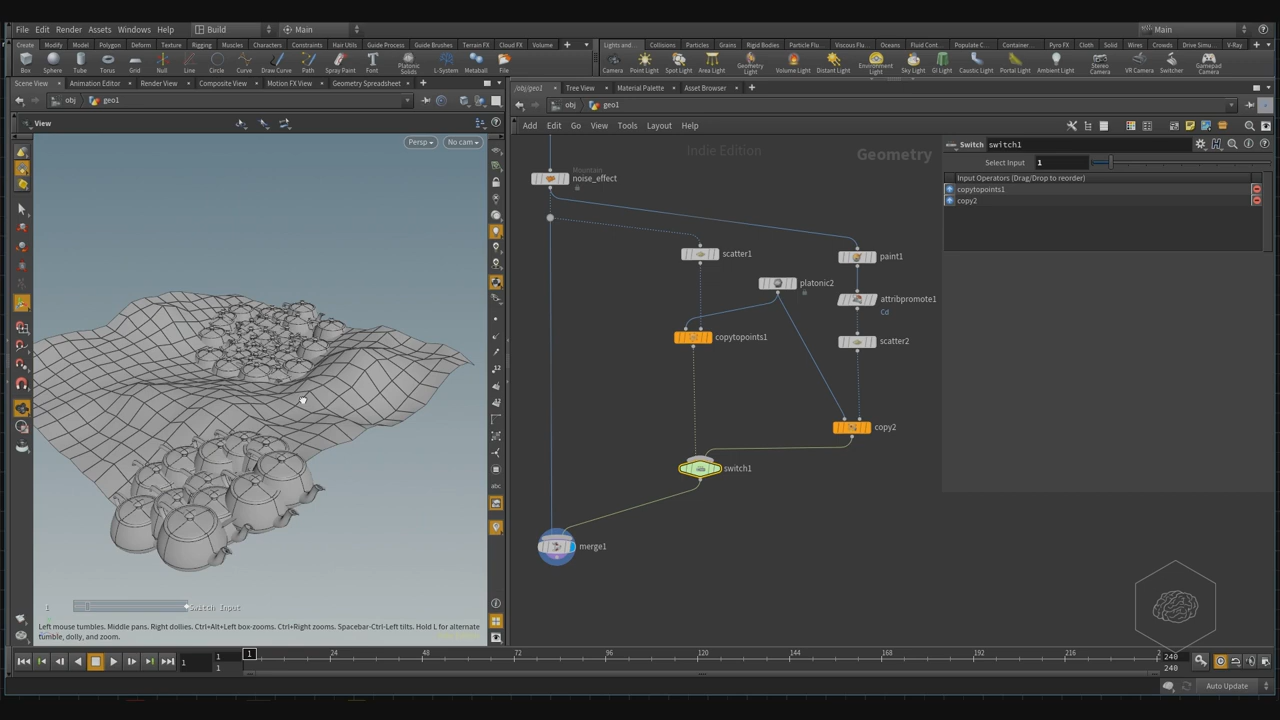 File Edit Render Assets Windows Help Build Main Main
Create Modify Model Polygon Deform Texture Rigging Muscles Characters Constraints Hair Utils Guide Process Guide Brushes Terrain FX Cloud FX Volume
Lights and... Collisions Particles Grains Rigid Bodies Particle Flu... Viscous Flu... Oceans Fluid Cont... Populate C... Container... Pyro FX Cloth Solid Wires Crowds Drive Simu... V-Ray
Box Sphere Tube Torus Grid Null Line Circle Curve Draw Curve Path Spray Paint Font Platonic Solids L-System Metaball File
Camera Point Light Spot Light Area Light Geometry Light Volume Light Distant Light Environment Light Sky Light GI Light Caustic Light Portal Light Ambient Light Stereo Camera VR Camera Switcher Gamepad Camera
Scene View Animation Editor Render View Composite View Motion FX View Geometry Spreadsheet
/obj/geo1 Tree View Material Palette Asset Browser
obj geo1
obj geo1
View
Persp No cam
Add Edit Go View Tools Layout Help
Indie Edition
Geometry
Switch switch1
Select Input 1
Input Operators (Drag/Drop to reorder)
copytopoints1
copy2
Mountain
noise_effect
scatter1
paint1
platonic2
attribpromote1
Cd
copytopoints1
scatter2
copy2
switch1
merge1
abc
1 Switch Input
Left mouse tumbles. Middle pans. Right dollies. Ctrl+Alt+Left box-zooms. Ctrl+Right zooms. Spacebar-Ctrl-Left tilts. Hold L for alternate
tumble, dolly, and zoom.
1 1 1 24 48 72 96 120 144 168 192 216 2 240
1 240
Auto Update